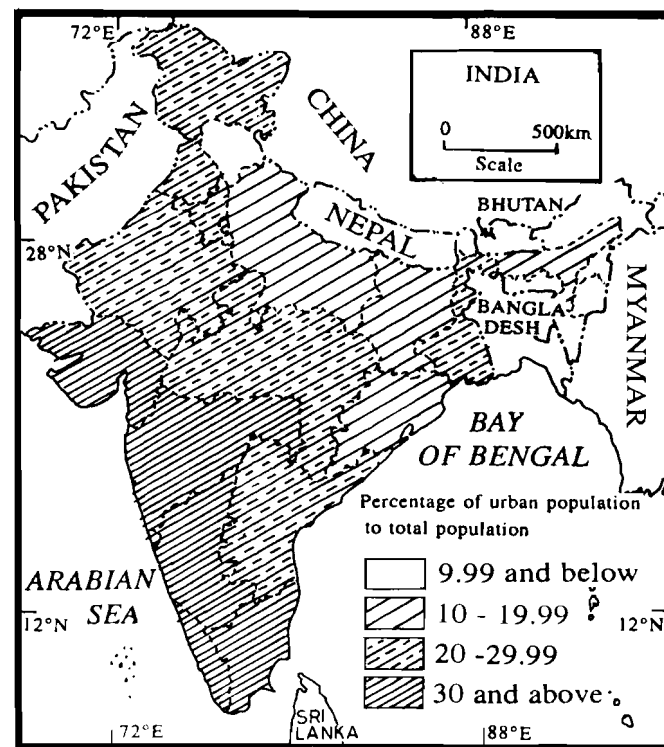 72°E
88°E
INDIA
0 500km
Scale
CHINA
PAKISTAN
NEPAL
BHUTAN
28°N
BANGLA
DESH
MYANMAR
BAY
OF BENGAL
Percentage of urban population
to total population
9.99 and below
10 - 19.99
20 -29.99
30 and above
ARABIAN
SEA
12°N
12°N
72°E
SRI
LANKA
88°E